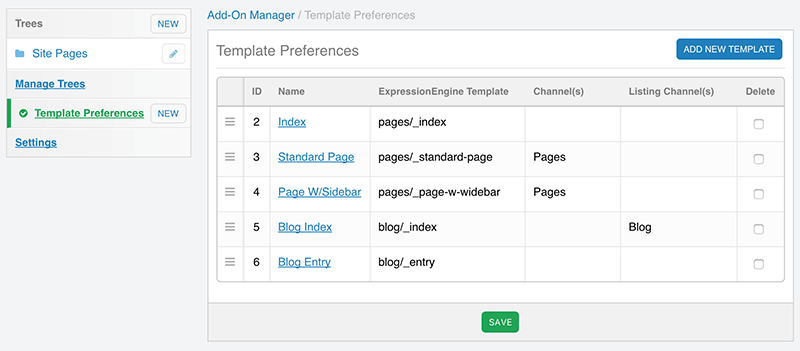 Trees NEW
Site Pages
Manage Trees
Template Preferences NEW
Settings
Add-On Manager / Template Preferences
Template Preferences ADD NEW TEMPLATE
ID Name ExpressionEngine Template Channel(s) Listing Channel(s) Delete
2 Index pages/_index
3 Standard Page pages/_standard-page Pages
4 Page W/Sidebar pages/_page-w-widebar Pages
5 Blog Index blog/_index Blog
6 Blog Entry blog/_entry
SAVE